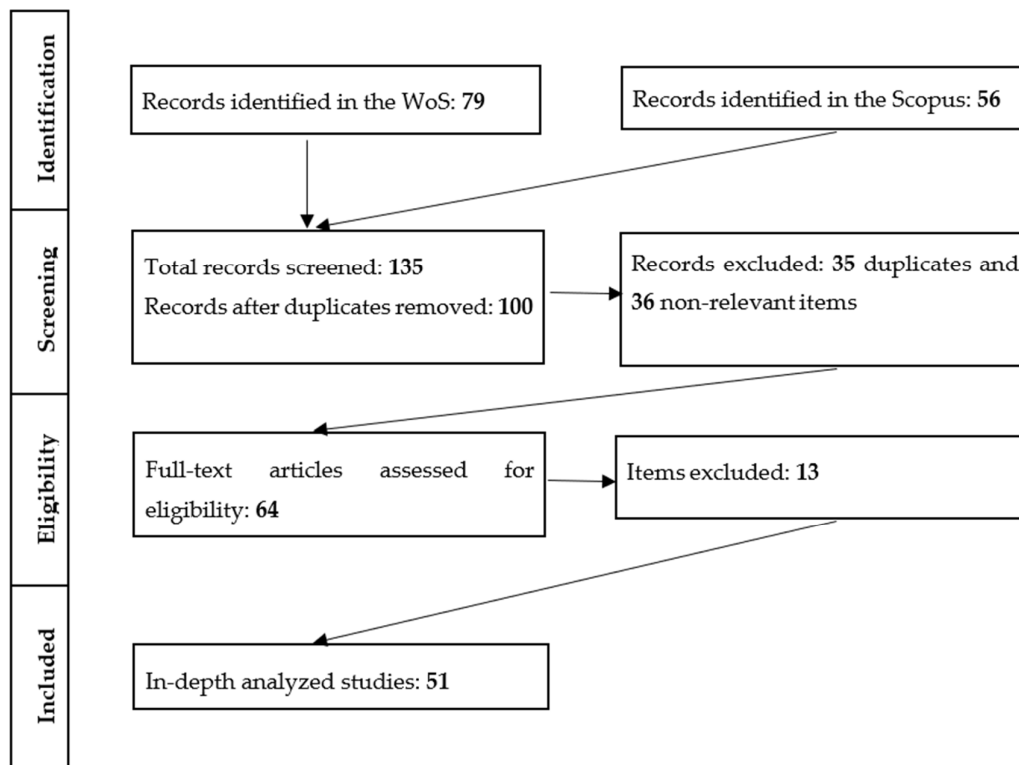 Identification
Records identified in the WoS: 79
Records identified in the Scopus: 56
Screening
Total records screened: 135
Records after duplicates removed: 100
Records excluded: 35 duplicates and
36 non-relevant items
Eligibility
Full-text articles assessed for
eligibility: 64
Items excluded: 13
Included
In-depth analyzed studies: 51